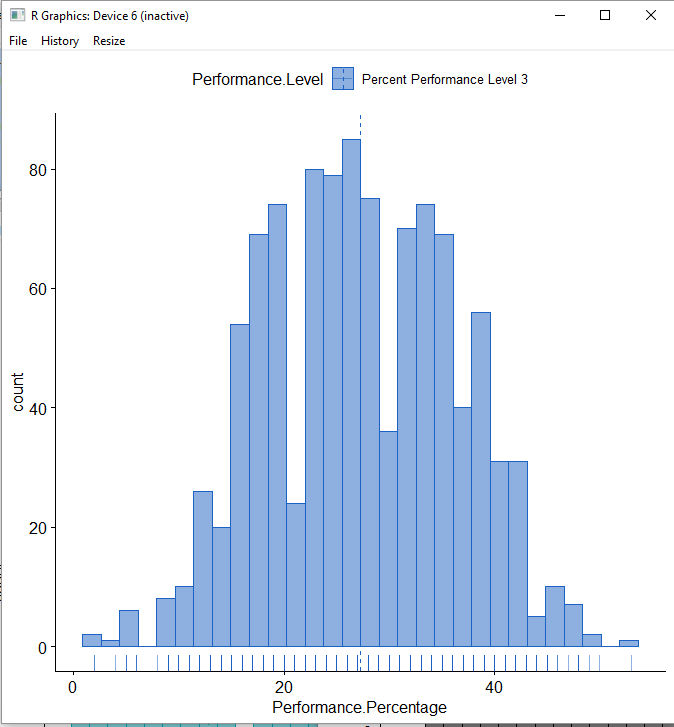 R Graphics: Device 6 (inactive)
File History Resize
Performance.Level Percent Performance Level 3
80
60
40
20
0
count
0 20 40
Performance.Percentage